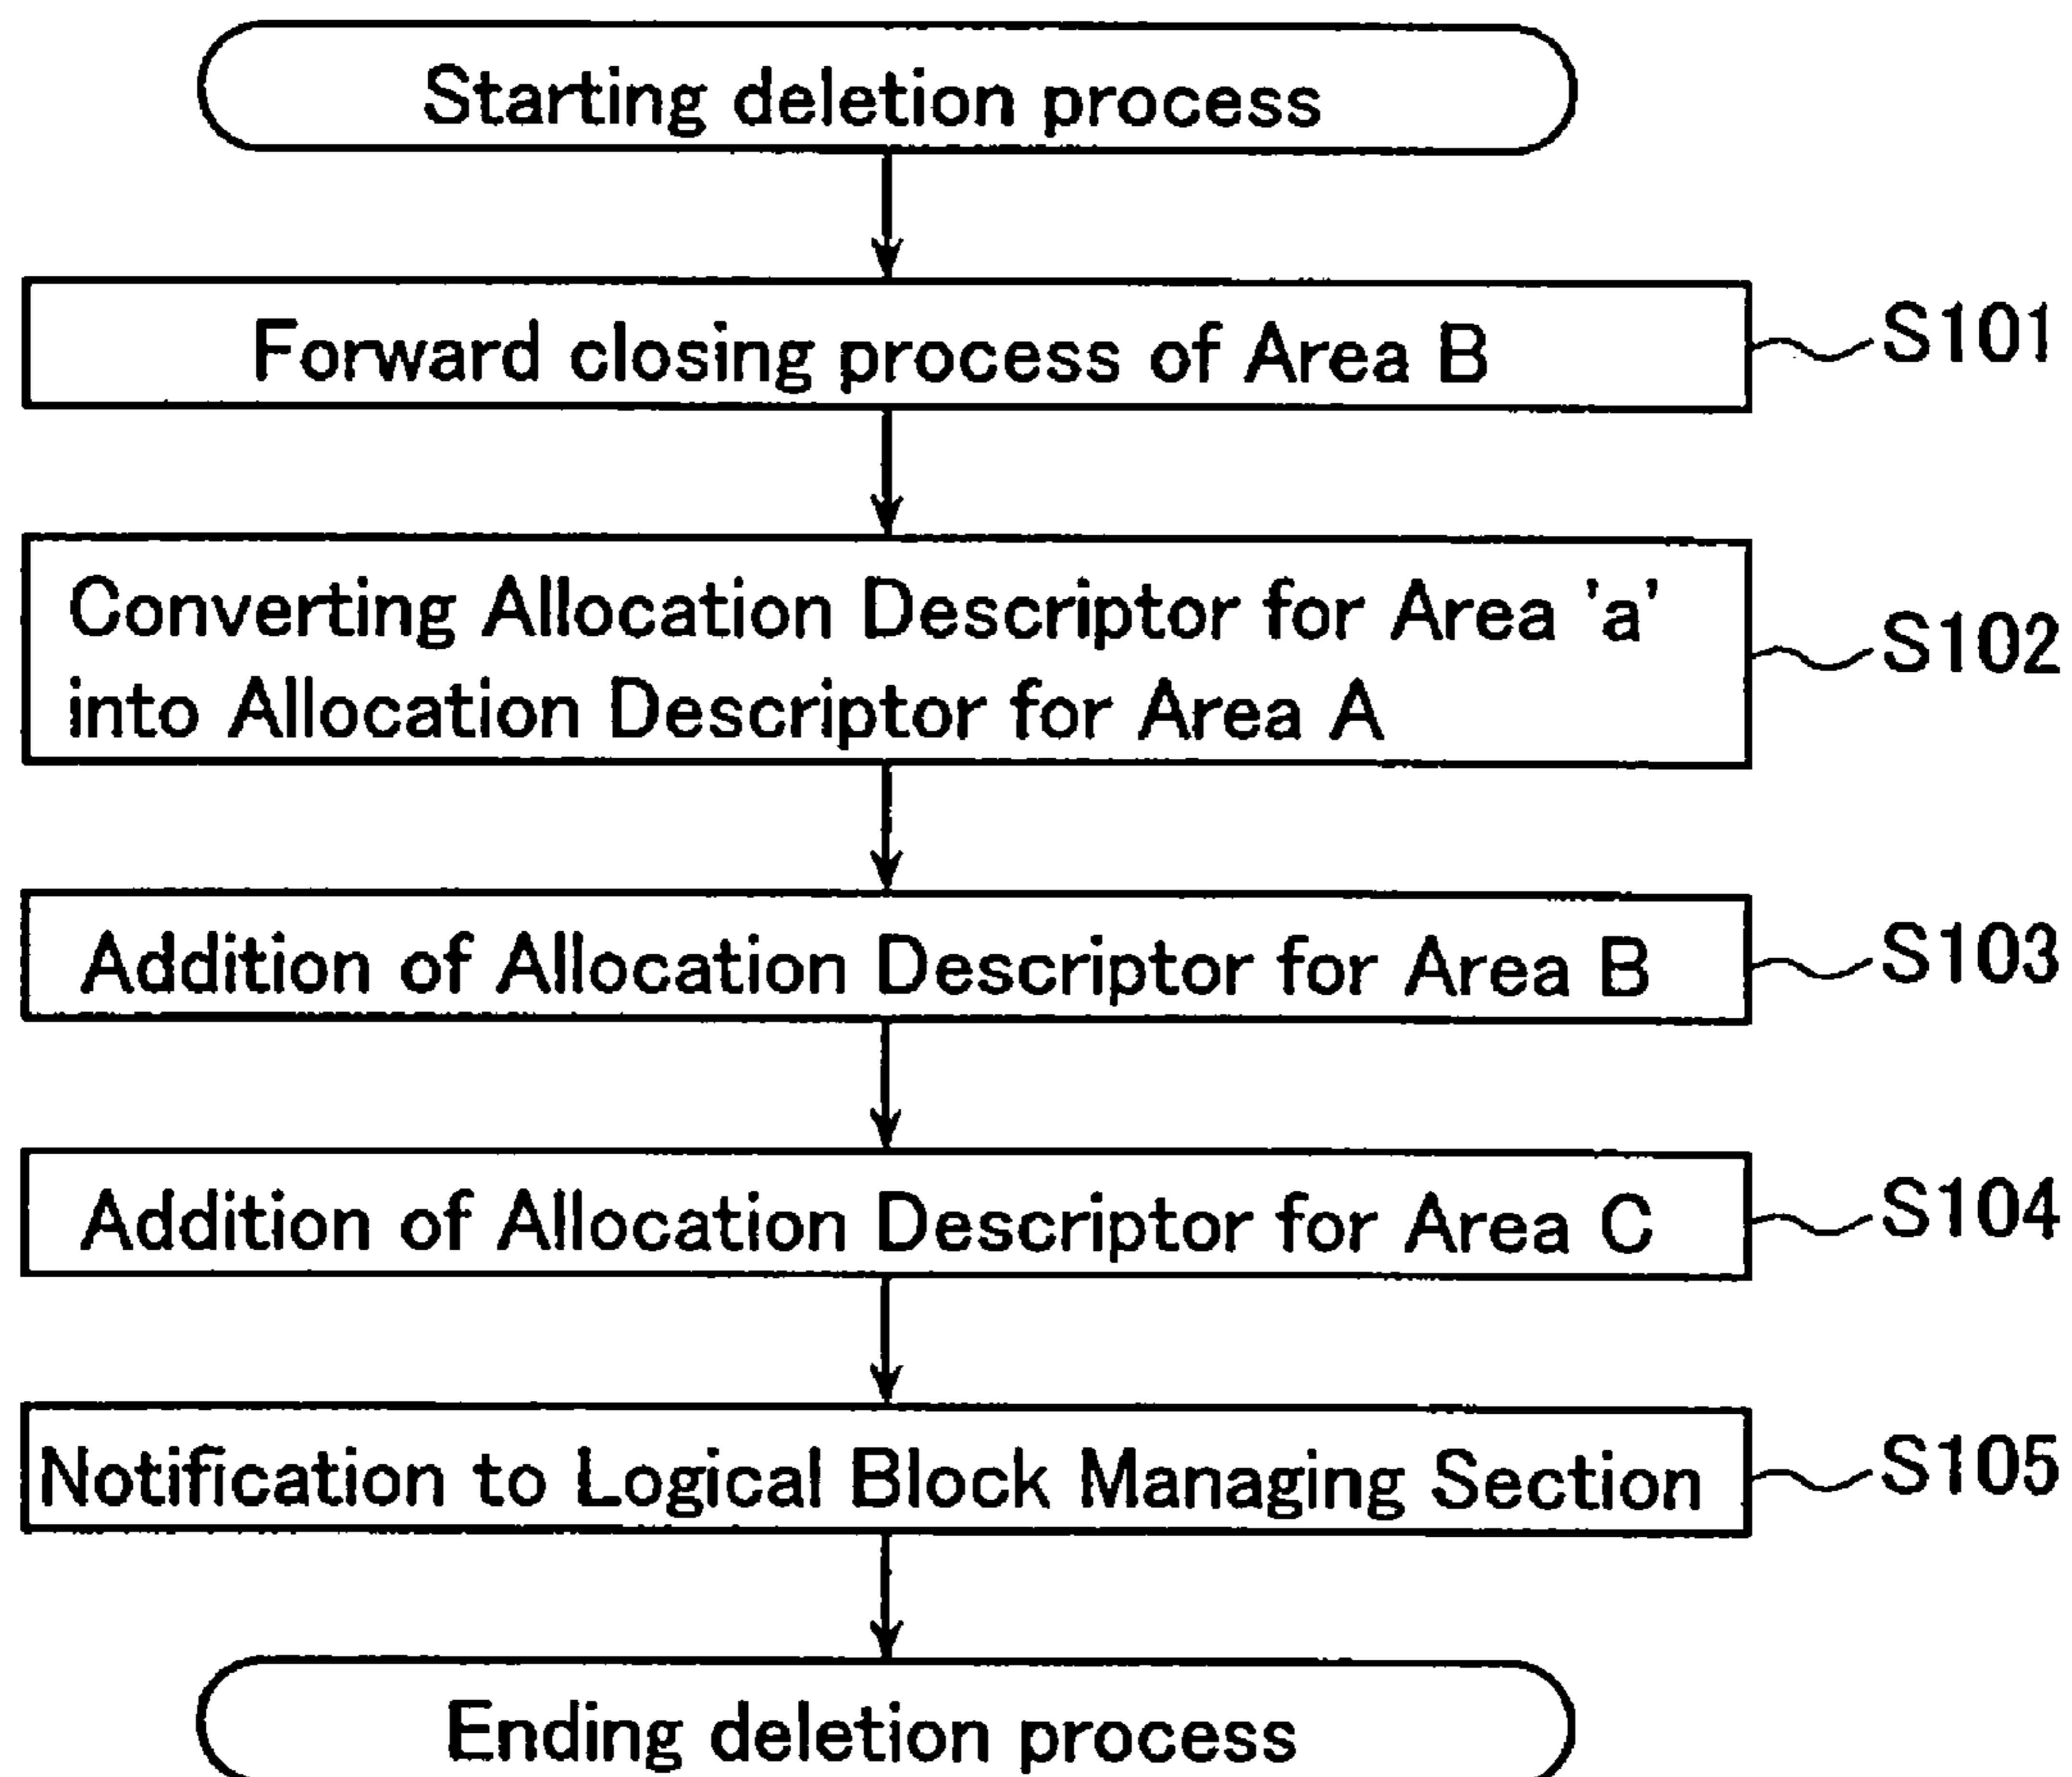 Starting deletion process
Forward closing process of Area B
S101
Converting Allocation Descriptor for Area 'a'
into Allocation Descriptor for Area A
S102
Addition of Allocation Descriptor for Area B
S103
Addition of Allocation Descriptor for Area C
S104
Notification to Logical Block Managing Section
S105
Ending deletion process